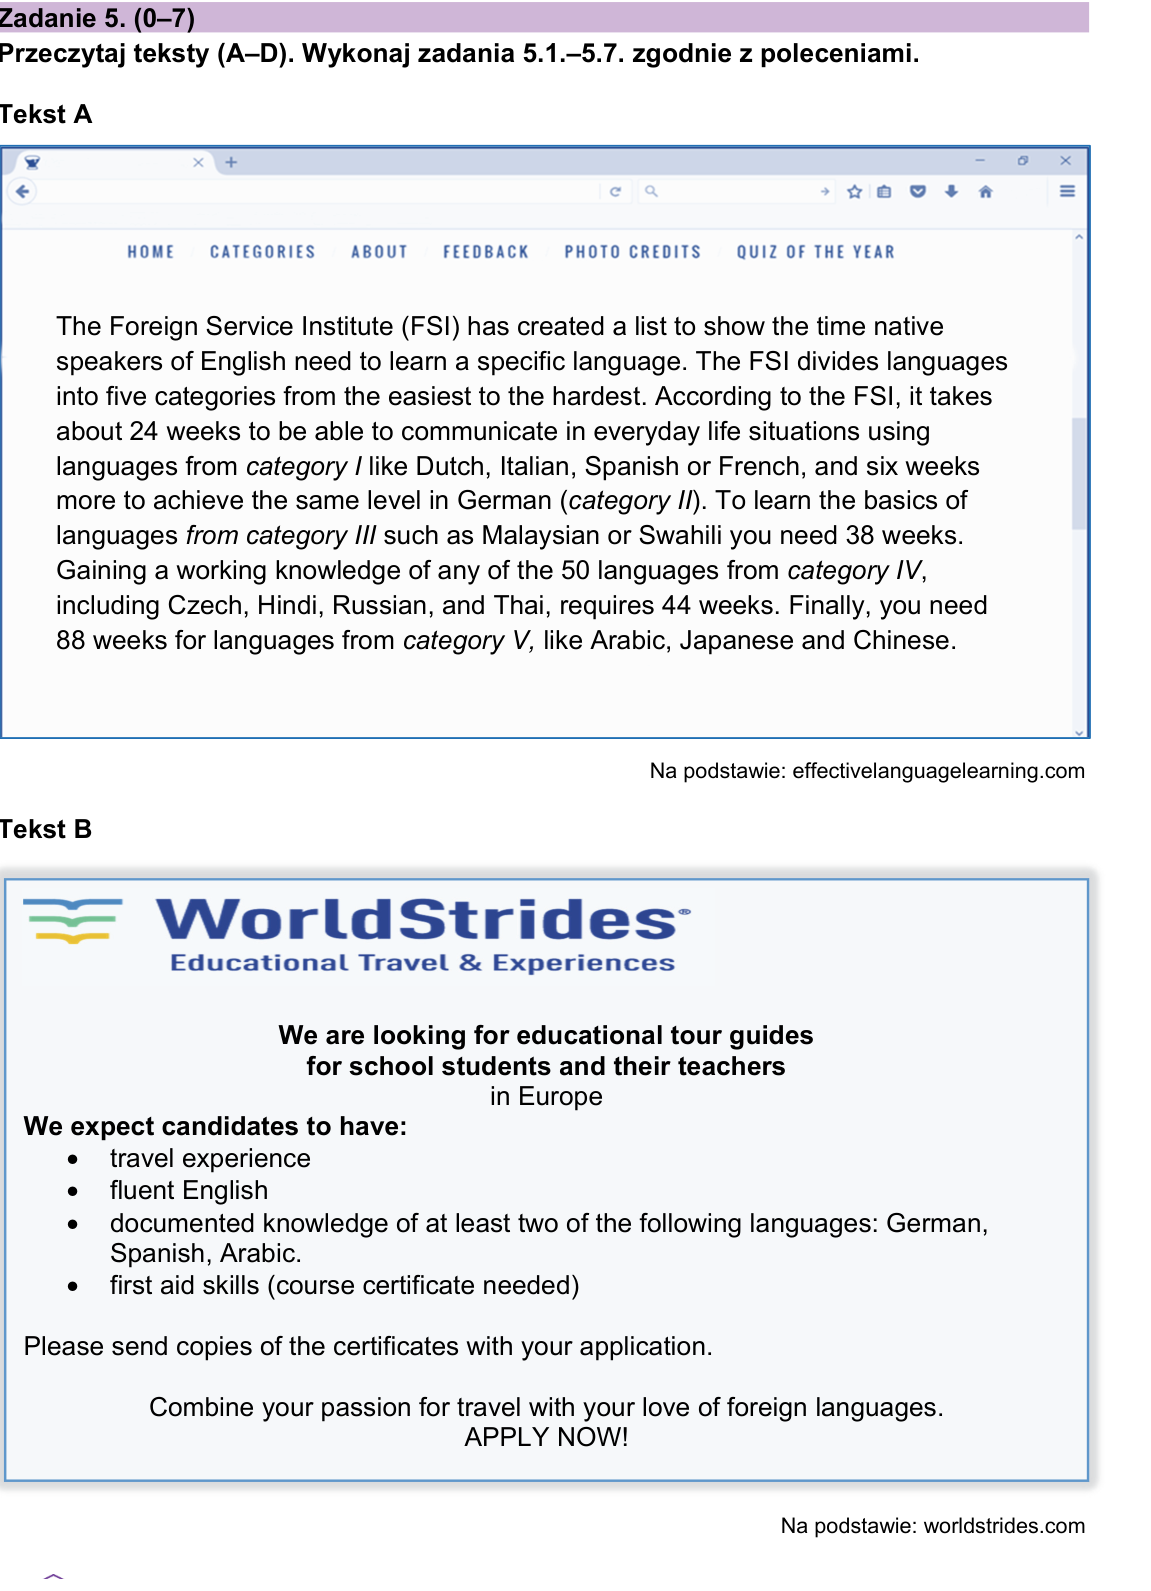 Zadanie 5. (0–7)
Przeczytaj teksty (A–D). Wykonaj zadania 5.1.–5.7. zgodnie z poleceniami.
Tekst A
HOME CATEGORIES ABOUT FEEDBACK PHOTO CREDITS QUIZ OF THE YEAR
The Foreign Service Institute (FSI) has created a list to show the time native
speakers of English need to learn a specific language. The FSI divides languages
into five categories from the easiest to the hardest. According to the FSI, it takes
about 24 weeks to be able to communicate in everyday life situations using
languages from category I like Dutch, Italian, Spanish or French, and six weeks
more to achieve the same level in German (category II). To learn the basics of
languages from category III such as Malaysian or Swahili you need 38 weeks.
Gaining a working knowledge of any of the 50 languages from category IV,
including Czech, Hindi, Russian, and Thai, requires 44 weeks. Finally, you need
88 weeks for languages from category V, like Arabic, Japanese and Chinese.
Na podstawie: effectivelanguagelearning.com
Tekst B
WorldStrides®
Educational Travel & Experiences
We are looking for educational tour guides
for school students and their teachers
in Europe
We expect candidates to have:
• travel experience
• fluent English
• documented knowledge of at least two of the following languages: German,
Spanish, Arabic.
• first aid skills (course certificate needed)
Please send copies of the certificates with your application.
Combine your passion for travel with your love of foreign languages.
APPLY NOW!
Na podstawie: worldstrides.com